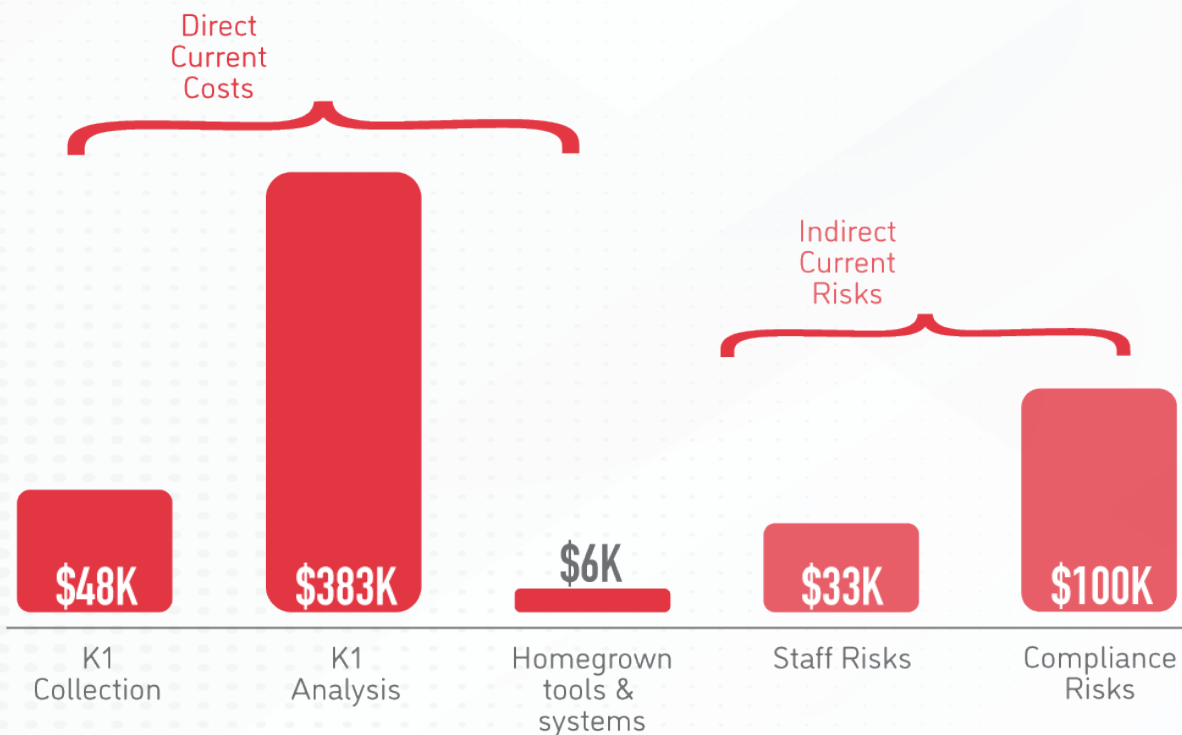 Direct
Current
Costs
Indirect
Current
Risks
$48K
$383K
$6K
$33K
$100K
K1
Collection
K1
Analysis
Homegrown
tools &
systems
Staff Risks
Compliance
Risks